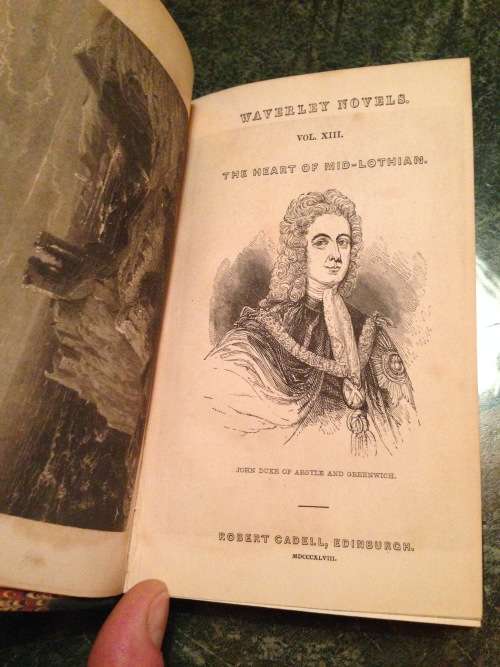 WAVERLEY NOVELS.
VOL. XIII.
THE HEART OF MID-LOTHIAN.
JOHN DUKE OF ARGYLE AND GREENWICH.
ROBERT CADELL, EDINBURGH.
MDCCCXLVIII.